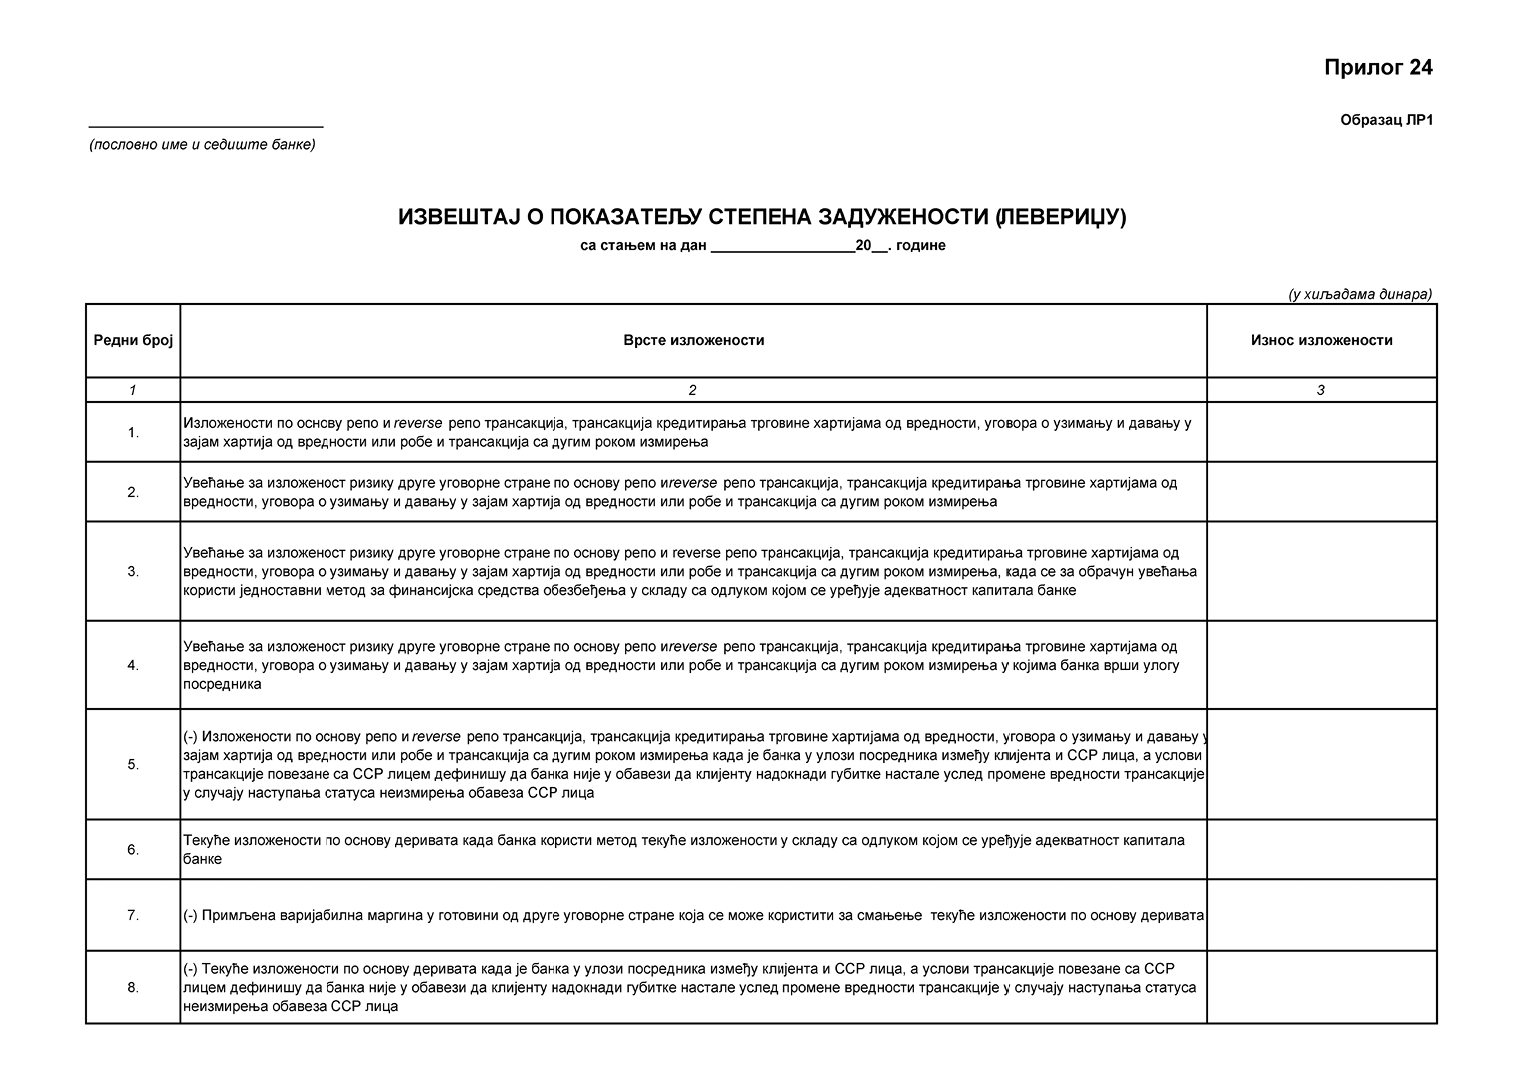 Прилог 24
Образац ЛР1
(пословно име и седиште банке)
ИЗВЕШТАЈ О ПОКАЗАТЕЉУ СТЕПЕНА ЗАДУЖЕНОСТИ (ЛЕВЕРИЏУ)
са стањем на дан __________________20__. године
(у хиљадама динара)
Редни број Врсте изложености Износ изложености
1 2 3
1. Изложености по основу репо и reverse репо трансакција, трансакција кредитирања трговине хартијама од вредности, уговора о узимању и давању у
зајам хартија од вредности или робе и трансакција са дугим роком измирења
2. Увећање за изложеност ризику друге уговорне стране по основу репо и reverse репо трансакција, трансакција кредитирања трговине хартијама од
вредности, уговора о узимању и давању у зајам хартија од вредности или робе и трансакција са дугим роком измирења
3. Увећање за изложеност ризику друге уговорне стране по основу репо и reverse репо трансакција, трансакција кредитирања трговине хартијама од
вредности, уговора о узимању и давању у зајам хартија од вредности или робе и трансакција са дугим роком измирења, када се за обрачун увећања
користи једноставни метод за финансијска средства обезбеђења у складу са одлуком којом се уређује адекватност капитала банке
4. Увећање за изложеност ризику друге уговорне стране по основу репо и reverse репо трансакција, трансакција кредитирања трговине хартијама од
вредности, уговора о узимању и давању у зајам хартија од вредности или робе и трансакција са дугим роком измирења у којима банка врши улогу
посредника
5. (-) Изложености по основу репо и reverse репо трансакција, трансакција кредитирања трговине хартијама од вредности, уговора о узимању и давању у
зајам хартија од вредности или робе и трансакција са дугим роком измирења када је банка у улози посредника између клијента и ССР лица, а услови
трансакције повезане са ССР лицем дефинишу да банка није у обавези да клијенту надокнади губитке настале услед промене вредности трансакције
у случају наступања статуса неизмирења обавеза ССР лица
6. Текуће изложености по основу деривата када банка користи метод текуће изложености у складу са одлуком којом се уређује адекватност капитала
банке
7. (-) Примљена варијабилна маргина у готовини од друге уговорне стране која се може користити за смањење текуће изложености по основу деривата
8. (-) Текуће изложености по основу деривата када је банка у улози посредника између клијента и ССР лица, а услови трансакције повезане са ССР
лицем дефинишу да банка није у обавези да клијенту надокнади губитке настале услед промене вредности трансакције у случају наступања статуса
неизмирења обавеза ССР лица